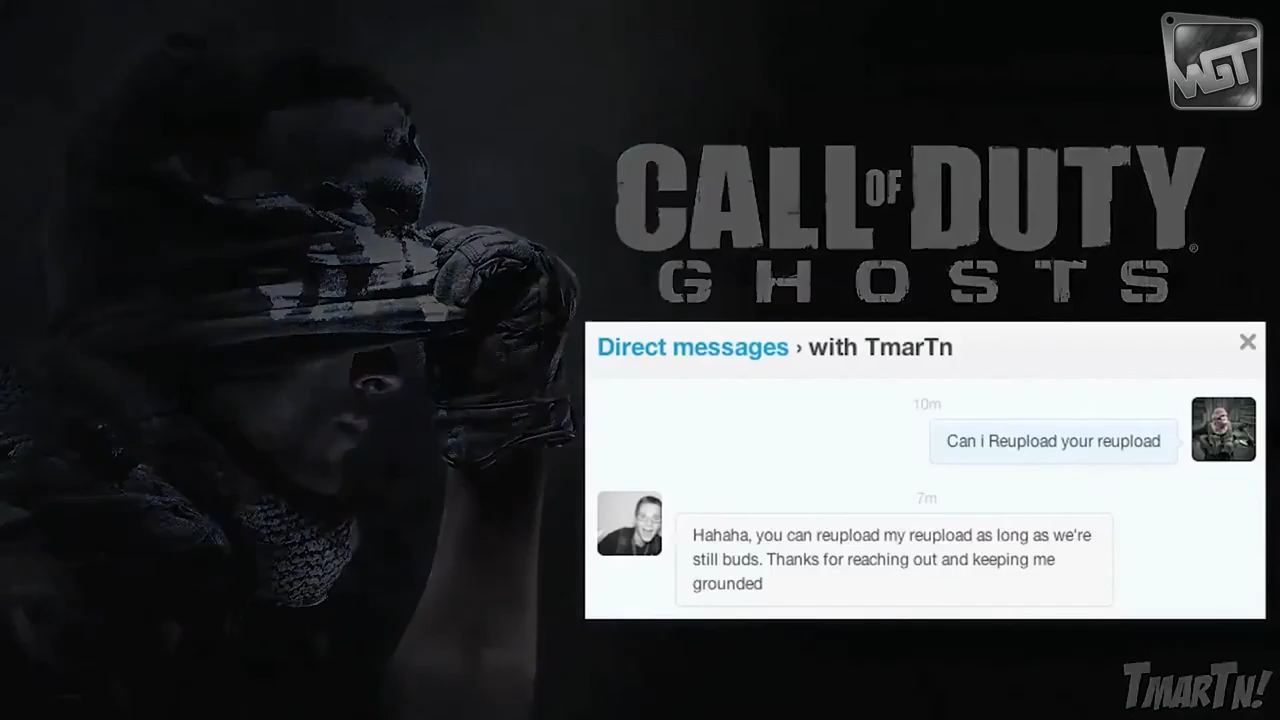 WGT
CALL OF DUTY®
GHOSTS
Direct messages › with TmarTn
10m
Can i Reupload your reupload
7m
Hahaha, you can reupload my reupload as long as we're
still buds. Thanks for reaching out and keeping me
grounded
TMARTN!